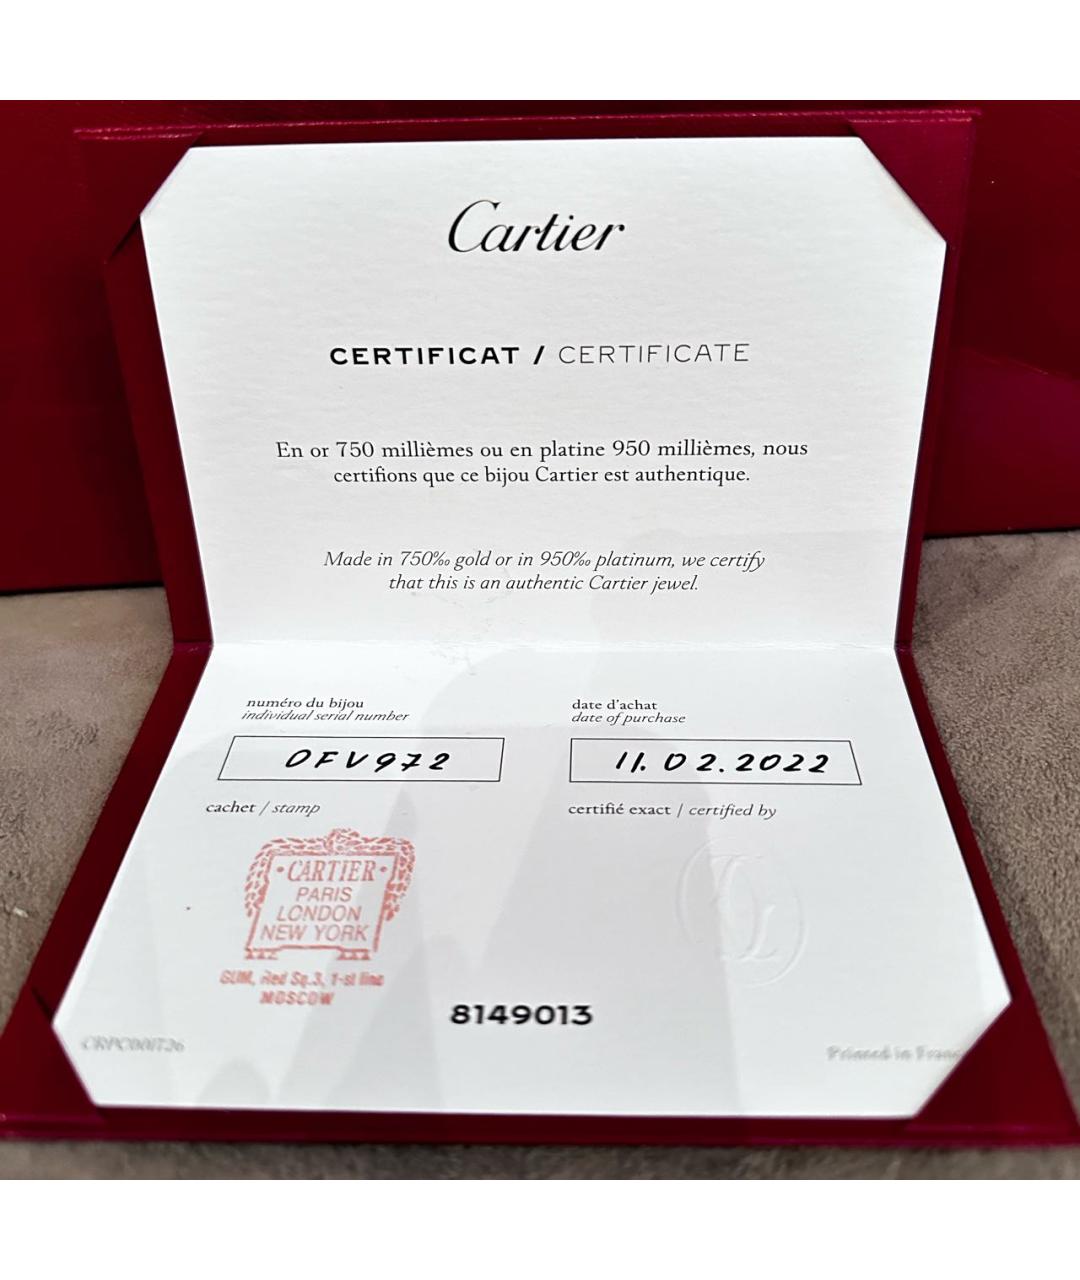 Cartier
CERTIFICAT / CERTIFICATE
En or 750 millièmes ou en platine 950 millièmes, nous
certifions que ce bijou Cartier est authentique.
Made in 750‰ gold or in 950‰ platinum, we certify
that this is an authentic Cartier jewel.
numéro du bijou
individual serial number
OFV972
date d'achat
date of purchase
11.02.2022
cachet / stamp
certifié exact / certified by
·CARTIER·
PARIS
LONDON
NEW YORK
GUM, Red Sq.3, 1-st line
MOSCOW
8149013
Printed in France